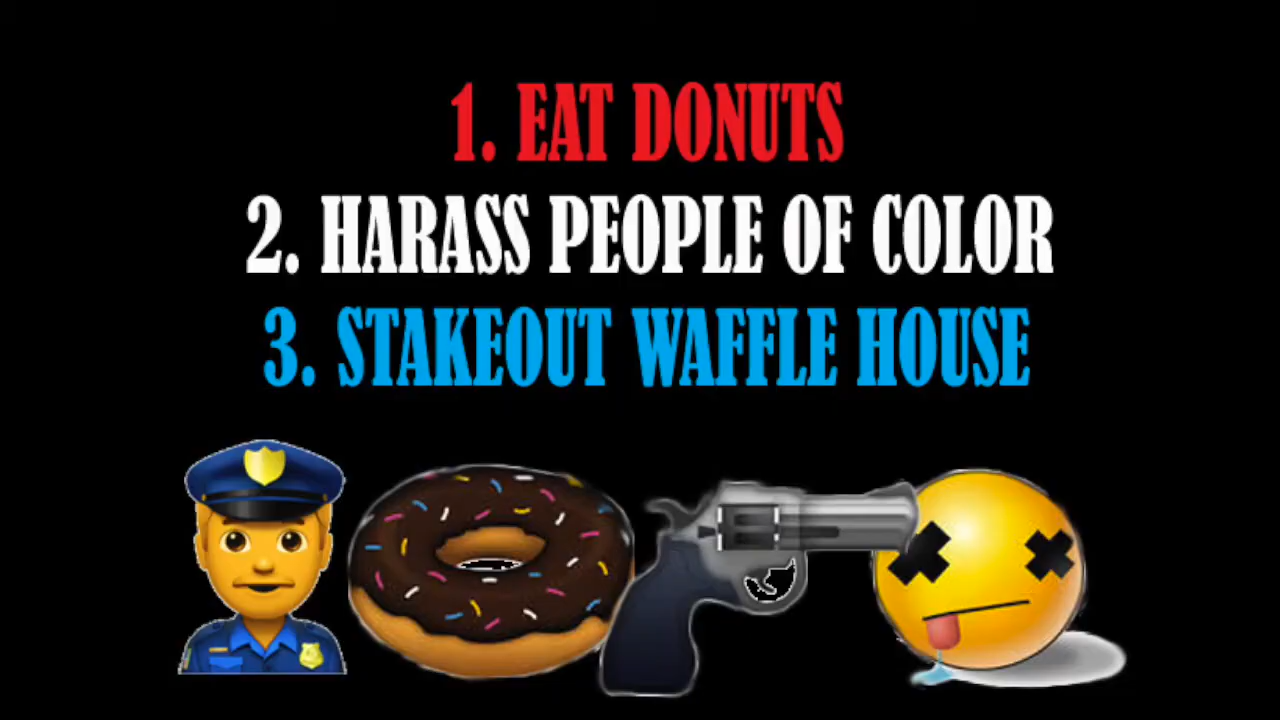 1. EAT DONUTS
2. HARASS PEOPLE OF COLOR
3. STAKEOUT WAFFLE HOUSE